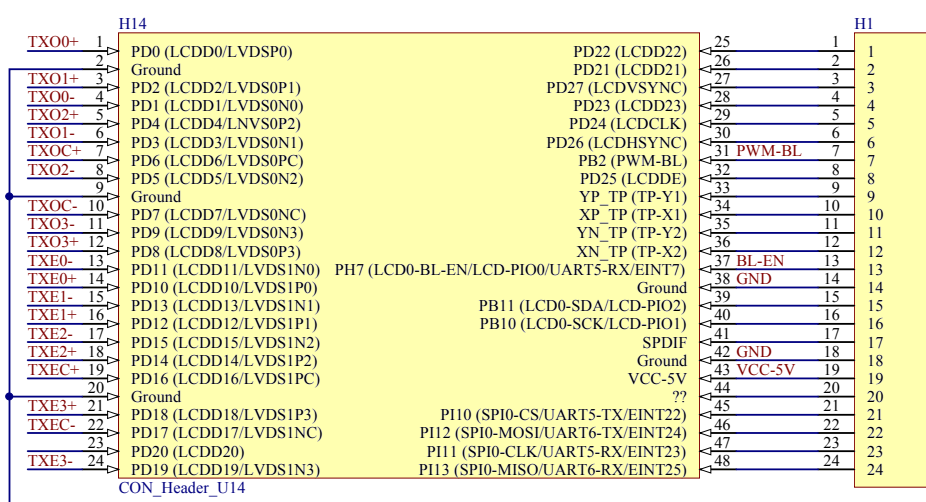 H14 H1
TXO0+ 1 PD0 (LCDD0/LVDSP0) PD22 (LCDD22) 25 1 1
2 Ground PD21 (LCDD21) 26 2 2
TXO1+ 3 PD2 (LCDD2/LVDS0P1) PD27 (LCDVSYNC) 27 3 3
TXO0- 4 PD1 (LCDD1/LVDS0N0) PD23 (LCDD23) 28 4 4
TXO2+ 5 PD4 (LCDD4/LNVS0P2) PD24 (LCDCLK) 29 5 5
TXO1- 6 PD3 (LCDD3/LVDS0N1) PD26 (LCDHSYNC) 30 6 6
TXOC+ 7 PD6 (LCDD6/LVDS0PC) PB2 (PWM-BL) 31 PWM-BL 7 7
TXO2- 8 PD5 (LCDD5/LVDS0N2) PD25 (LCDDE) 32 8 8
9 Ground YP_TP (TP-Y1) 33 9 9
TXOC- 10 PD7 (LCDD7/LVDS0NC) XP_TP (TP-X1) 34 10 10
TXO3- 11 PD9 (LCDD9/LVDS0N3) YN_TP (TP-Y2) 35 11 11
TXO3+ 12 PD8 (LCDD8/LVDS0P3) XN_TP (TP-X2) 36 12 12
TXE0- 13 PD11 (LCDD11/LVDS1N0) PH7 (LCD0-BL-EN/LCD-PIO0/UART5-RX/EINT7) 37 BL-EN 13 13
TXE0+ 14 PD10 (LCDD10/LVDS1P0) Ground 38 GND 14 14
TXE1- 15 PD13 (LCDD13/LVDS1N1) PB11 (LCD0-SDA/LCD-PIO2) 39 15 15
TXE1+ 16 PD12 (LCDD12/LVDS1P1) PB10 (LCD0-SCK/LCD-PIO1) 40 16 16
TXE2- 17 PD15 (LCDD15/LVDS1N2) SPDIF 41 17 17
TXE2+ 18 PD14 (LCDD14/LVDS1P2) Ground 42 GND 18 18
TXEC+ 19 PD16 (LCDD16/LVDS1PC) VCC-5V 43 VCC-5V 19 19
20 Ground ?? 44 20 20
TXE3+ 21 PD18 (LCDD18/LVDS1P3) PI10 (SPI0-CS/UART5-TX/EINT22) 45 21 21
TXEC- 22 PD17 (LCDD17/LVDS1NC) PI12 (SPI0-MOSI/UART6-TX/EINT24) 46 22 22
23 PD20 (LCDD20) PI11 (SPI0-CLK/UART5-RX/EINT23) 47 23 23
TXE3- 24 PD19 (LCDD19/LVDS1N3) PI13 (SPI0-MISO/UART6-RX/EINT25) 48 24 24
CON_Header_U14